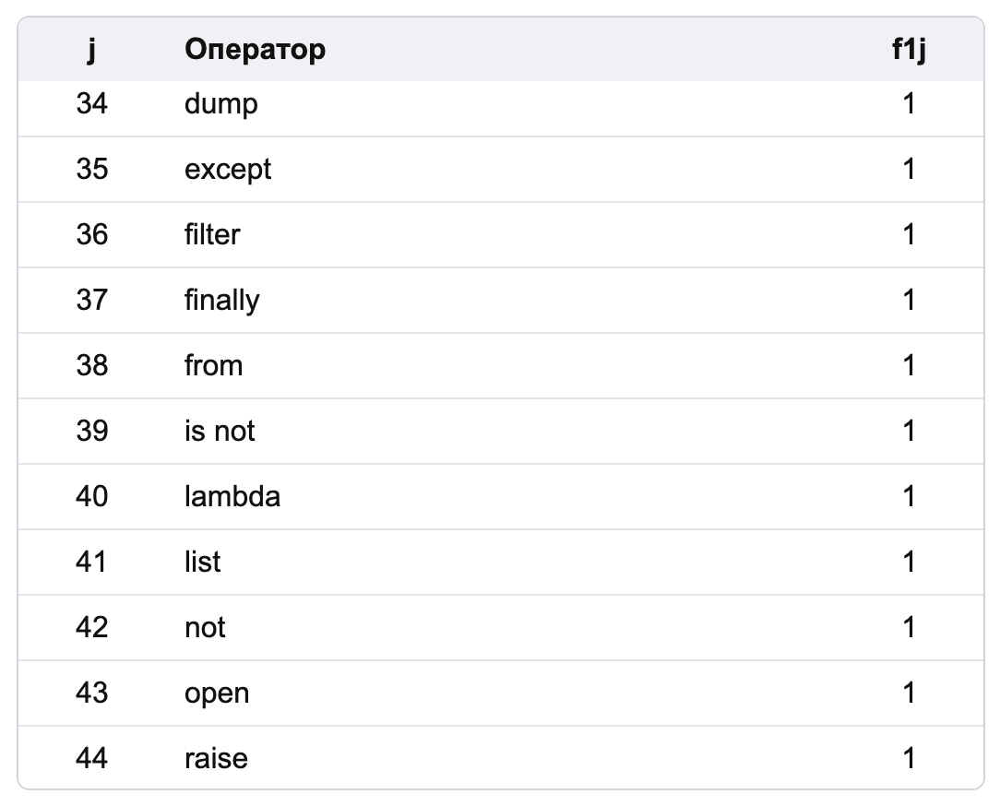 j Оператор f1j
34 dump 1
35 except 1
36 filter 1
37 finally 1
38 from 1
39 is not 1
40 lambda 1
41 list 1
42 not 1
43 open 1
44 raise 1